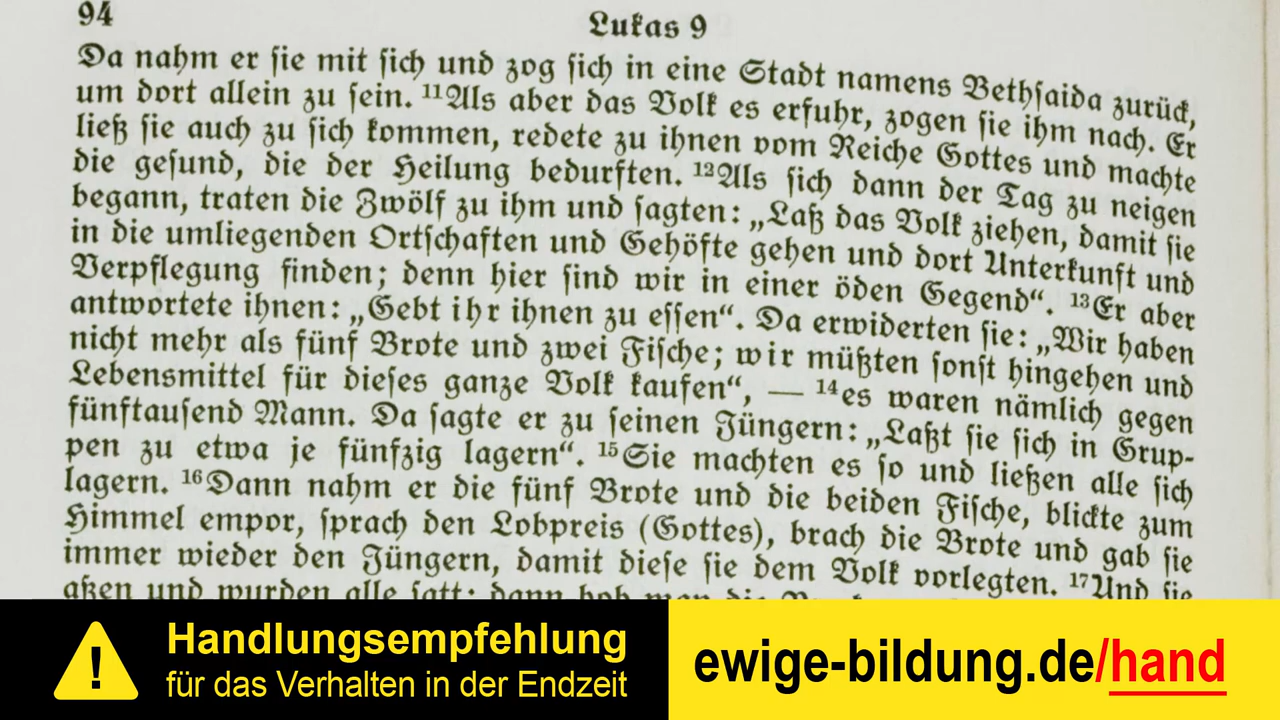 94
Lukas 9
Da nahm er sie mit sich und zog sich in eine Stadt namens Bethsaida zurück,
um dort allein zu sein. ¹¹Als aber das Volk es erfuhr, zogen sie ihm nach. Er
ließ sie auch zu sich kommen, redete zu ihnen vom Reiche Gottes und machte
die gesund, die der Heilung bedurften. ¹²Als sich dann der Tag zu neigen
begann, traten die Zwölf zu ihm und sagten: „Laß das Volk ziehen, damit sie
in die umliegenden Ortschaften und Gehöfte gehen und dort Unterkunft und
Verpflegung finden; denn hier sind wir in einer öden Gegend“. ¹³Er aber
antwortete ihnen: „Gebt ihr ihnen zu essen“. Da erwiderten sie: „Wir haben
nicht mehr als fünf Brote und zwei Fische; wir müßten sonst hingehen und
Lebensmittel für dieses ganze Volk kaufen“, — ¹⁴es waren nämlich gegen
fünftausend Mann. Da sagte er zu seinen Jüngern: „Laßt sie sich in Grup-
pen zu etwa je fünfzig lagern“. ¹⁵Sie machten es so und ließen alle sich
lagern. ¹⁶Dann nahm er die fünf Brote und die beiden Fische, blickte zum
Himmel empor, sprach den Lobpreis (Gottes), brach die Brote und gab sie
immer wieder den Jüngern, damit diese sie dem Volk vorlegten. ¹⁷Und sie
aßen und wurden alle satt; dann hob man die
Handlungsempfehlung
für das Verhalten in der Endzeit
ewige-bildung.de/hand